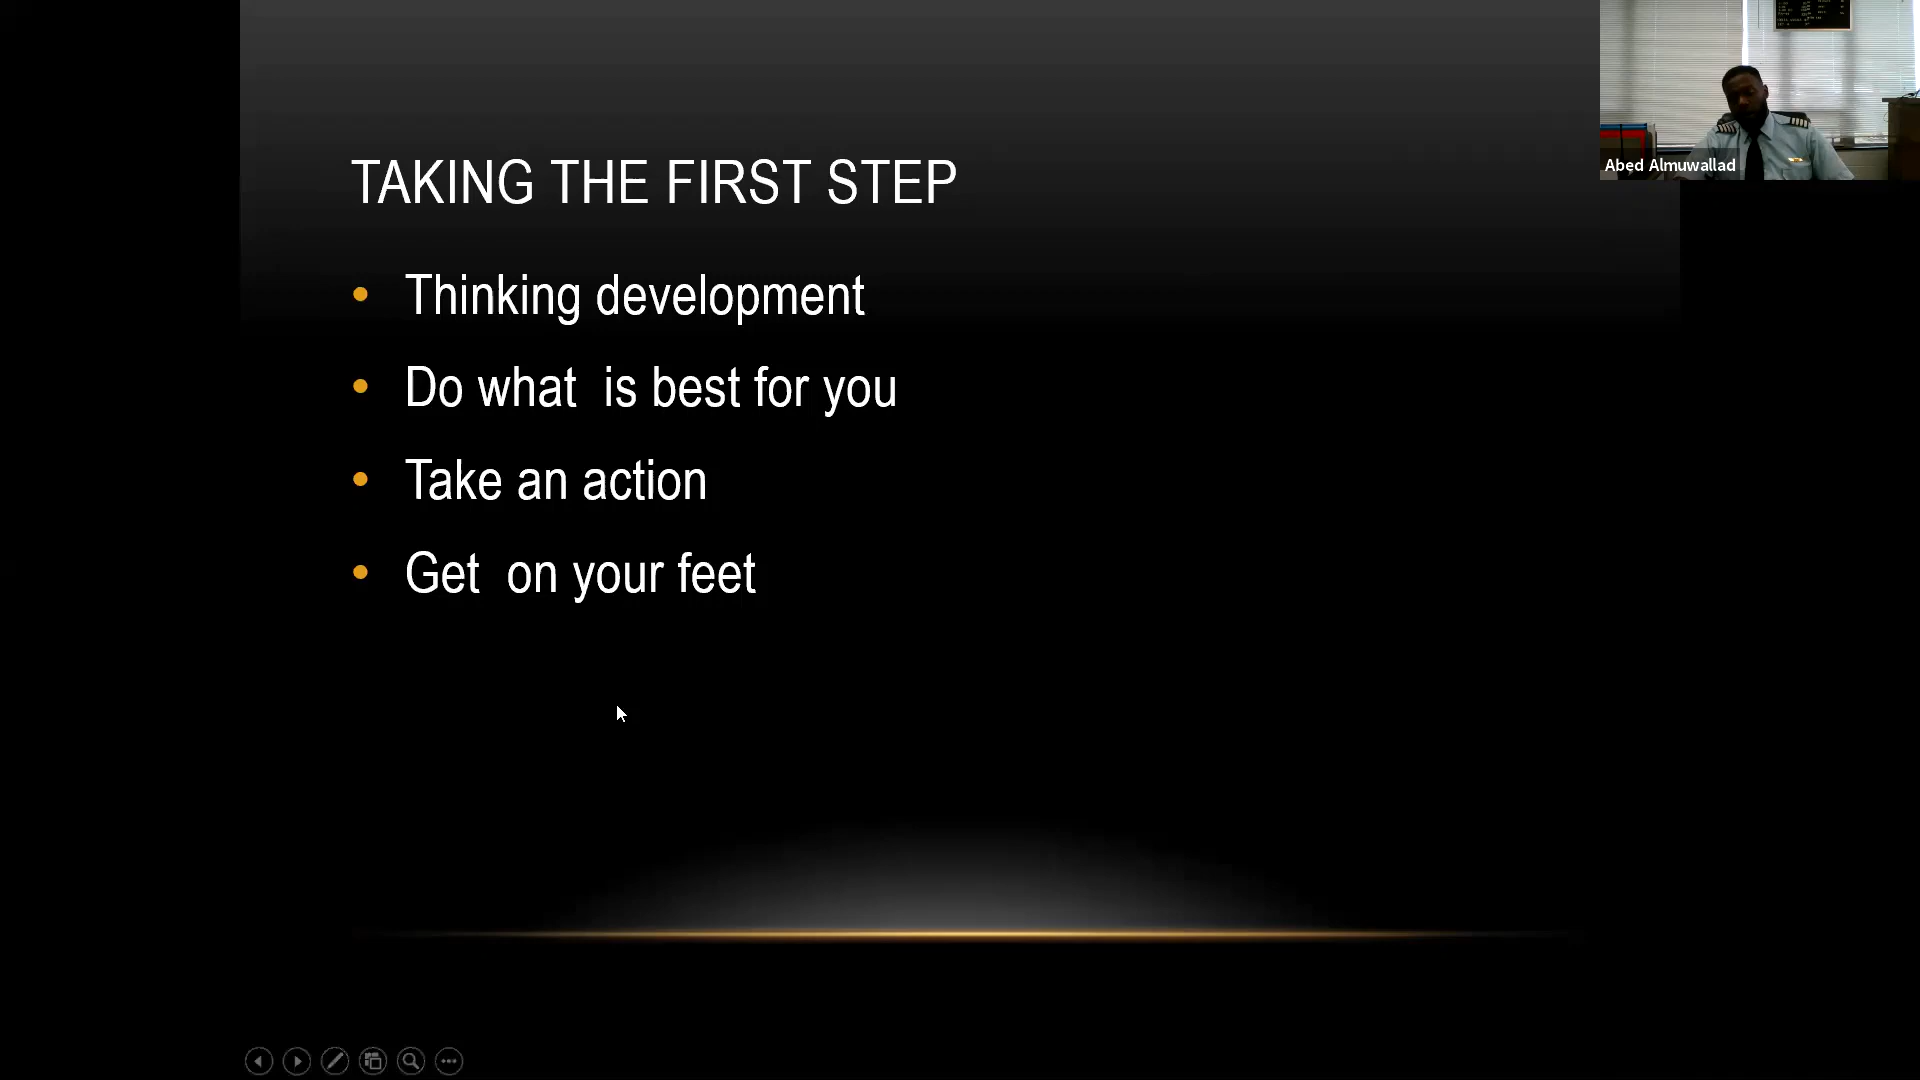 TAKING THE FIRST STEP
• Thinking development
• Do what  is best for you
• Take an action
• Get  on your feet
Abed Almuwallad